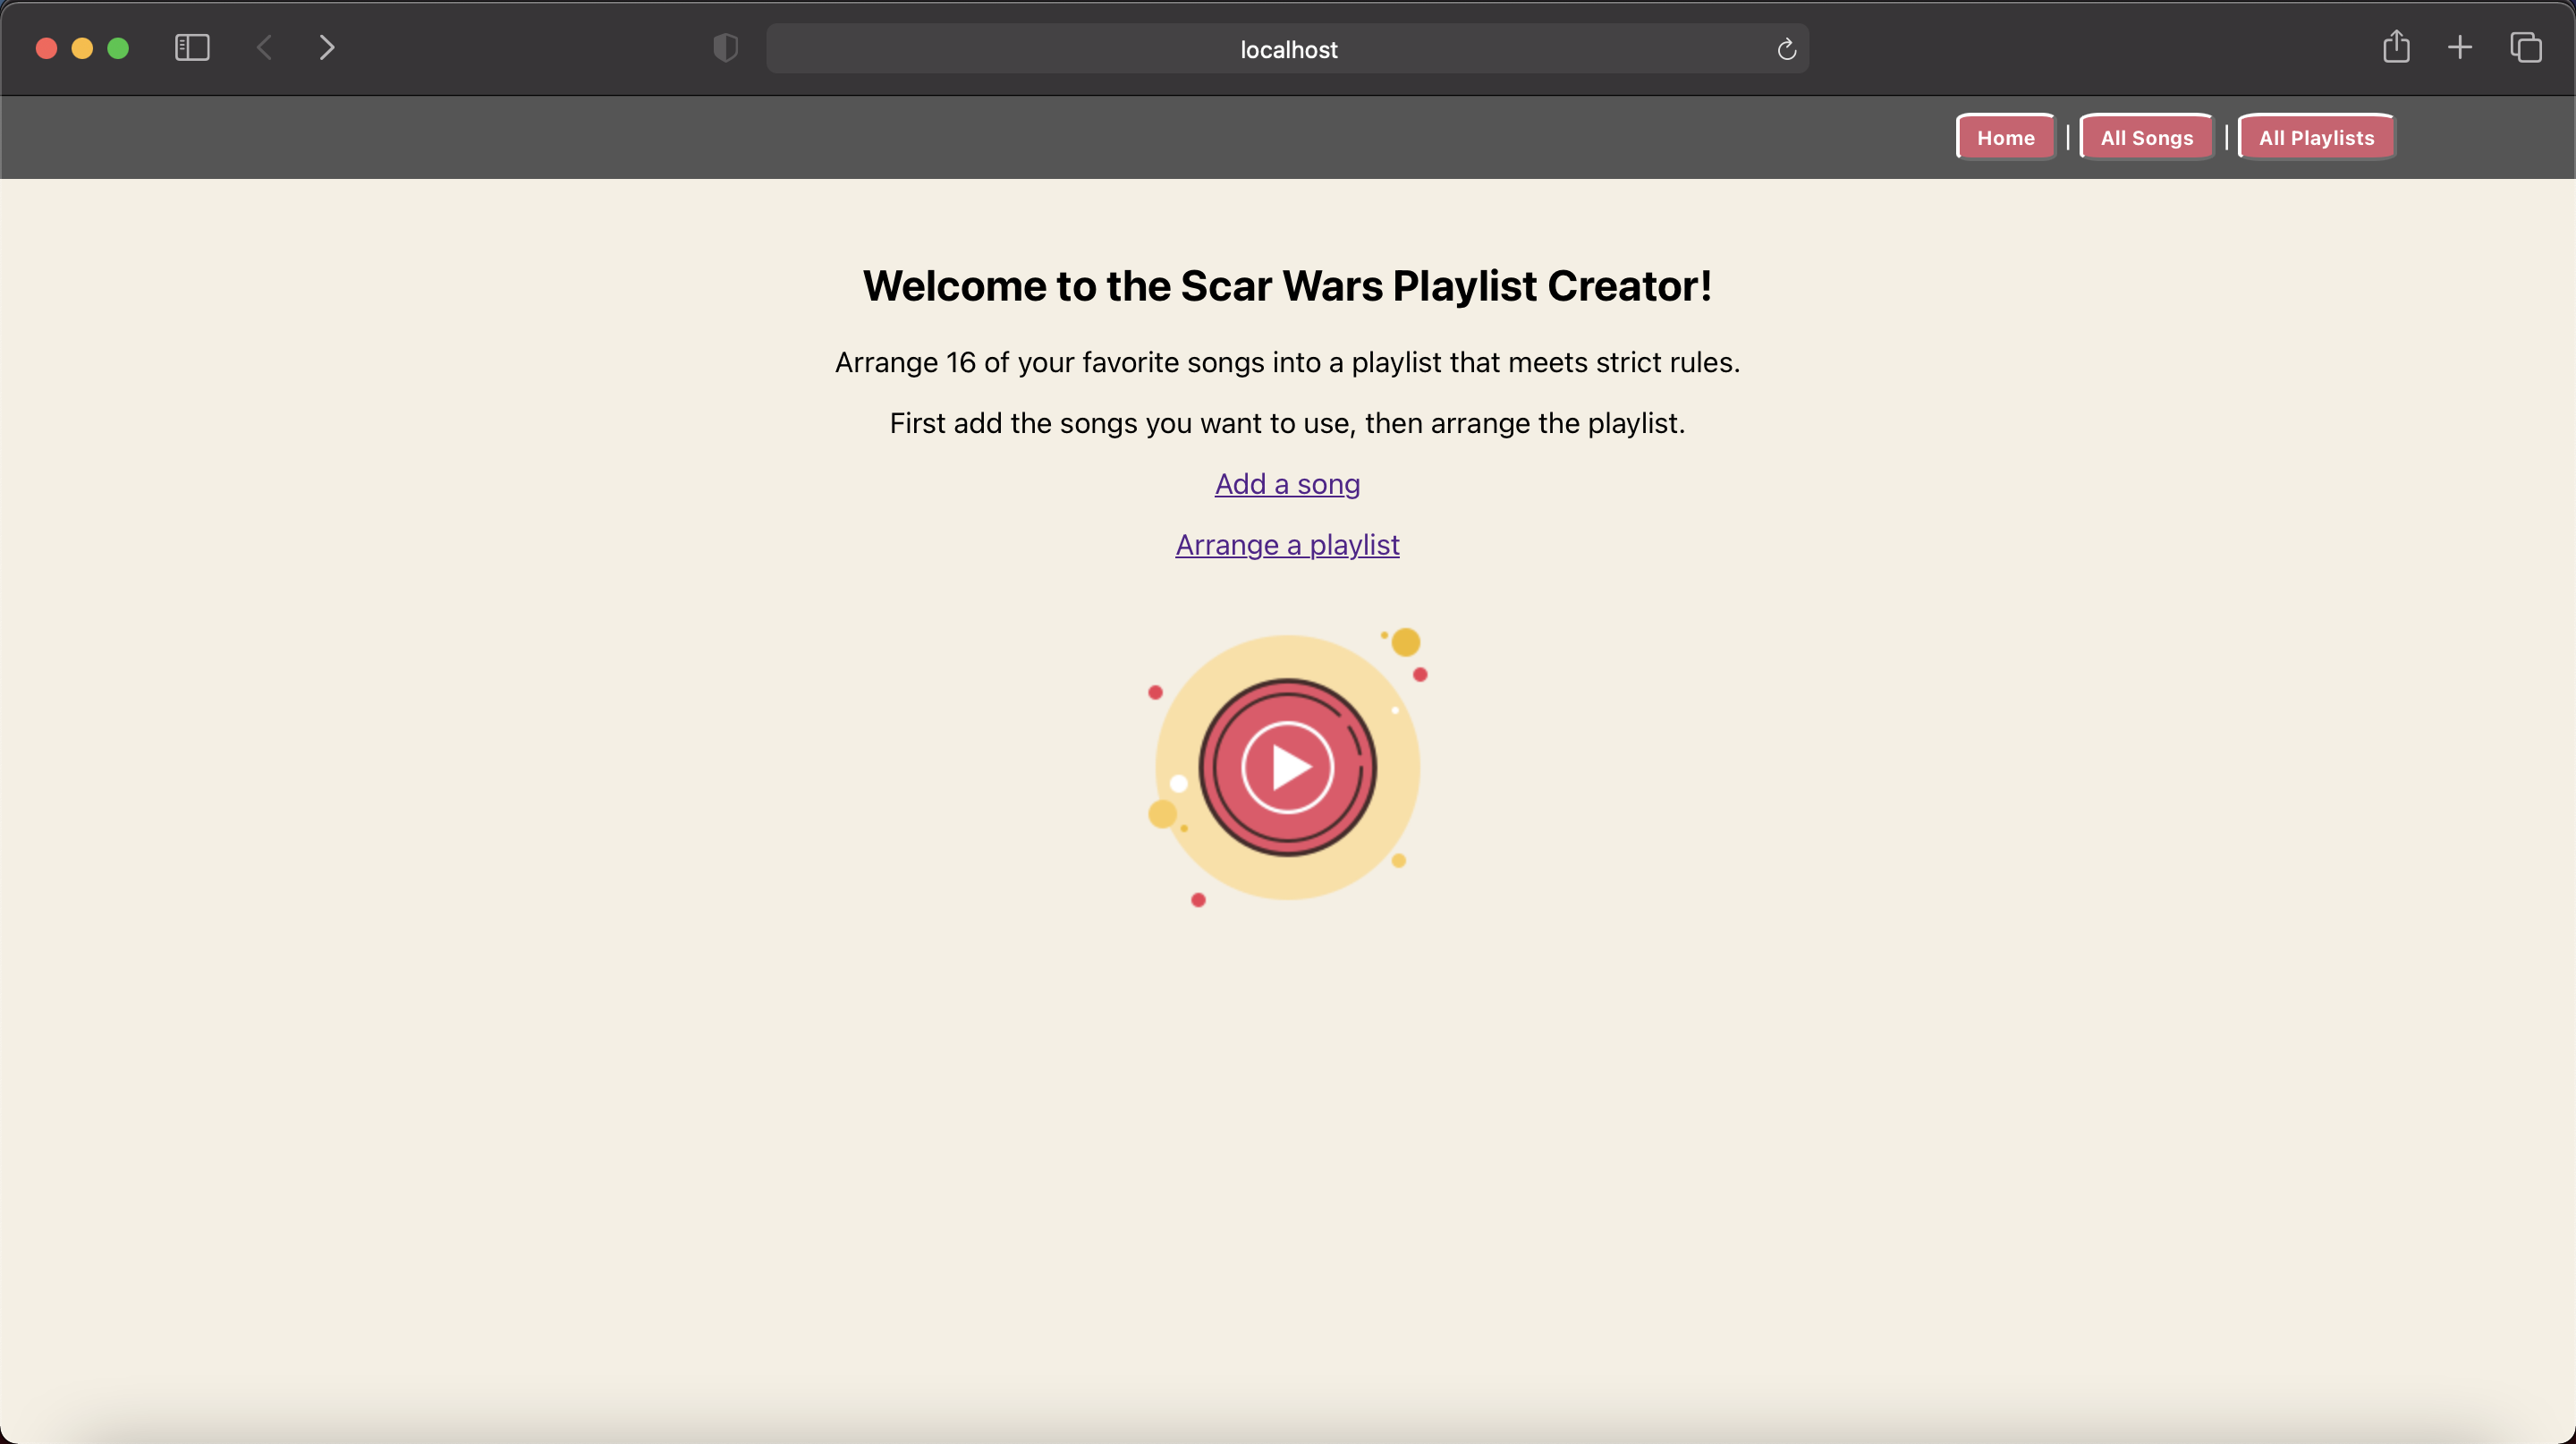 localhost
Home | All Songs | All Playlists
Welcome to the Scar Wars Playlist Creator!
Arrange 16 of your favorite songs into a playlist that meets strict rules.
First add the songs you want to use, then arrange the playlist.
Add a song
Arrange a playlist